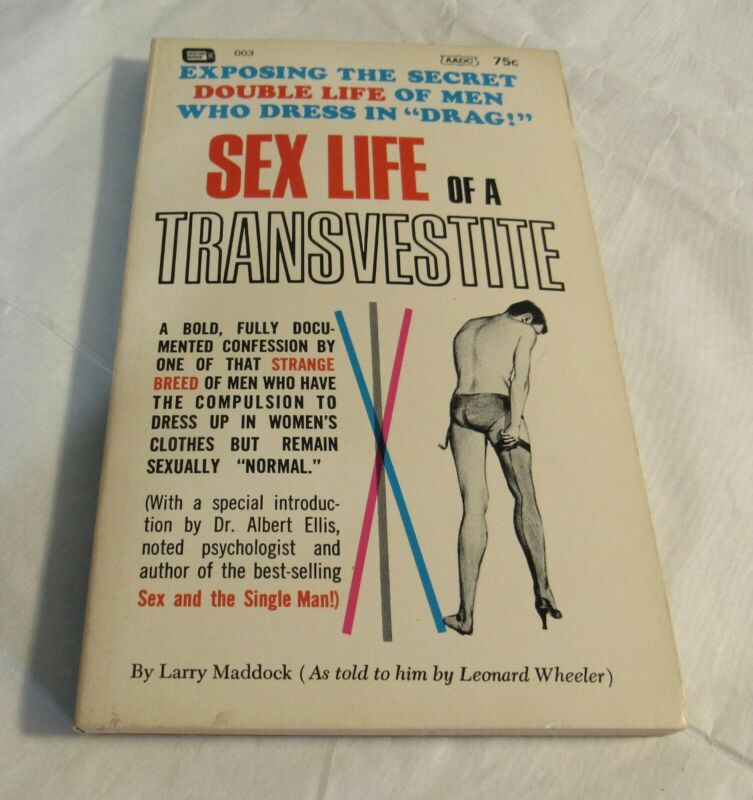 003 AADC 75c
EXPOSING THE SECRET
DOUBLE LIFE OF MEN
WHO DRESS IN “DRAG!”
SEX LIFE OF A
TRANSVESTITE
A BOLD, FULLY DOCU-
MENTED CONFESSION BY
ONE OF THAT STRANGE
BREED OF MEN WHO HAVE
THE COMPULSION TO
DRESS UP IN WOMEN'S
CLOTHES BUT REMAIN
SEXUALLY “NORMAL.”
(With a special introduc-
tion by Dr. Albert Ellis,
noted psychologist and
author of the best-selling
Sex and the Single Man!)
By Larry Maddock (As told to him by Leonard Wheeler)